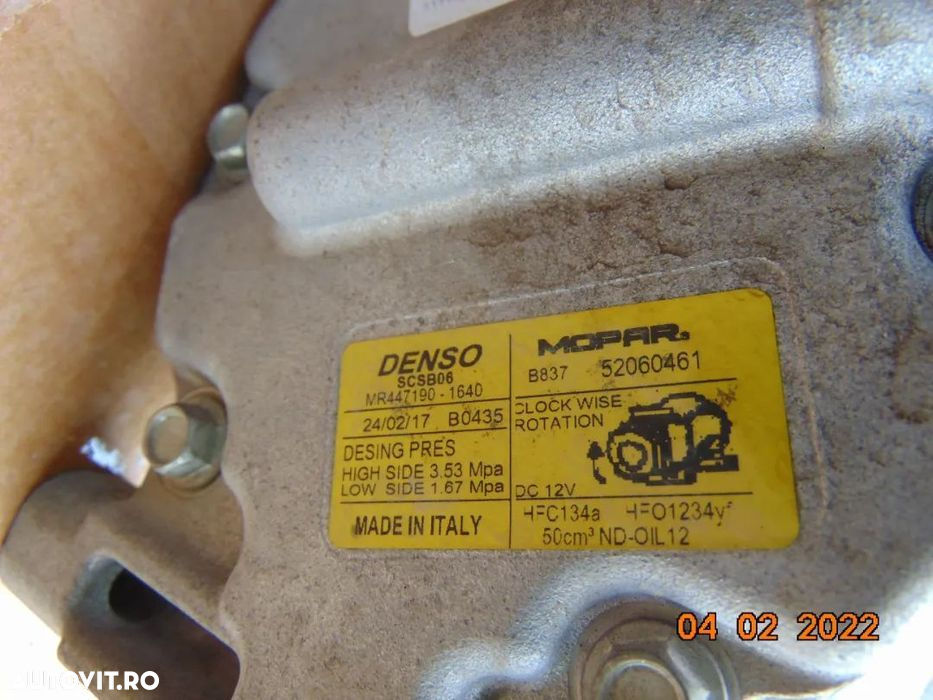 DENSO
SCSB06
MR447190-1640
24/02/17 B0435
DESING PRES
HIGH SIDE 3.53 Mpa
LOW SIDE 1.67 Mpa
MADE IN ITALY
MOPAR
B837 52060461
CLOCK WISE
ROTATION
DC 12V
HFC134a HFO1234yf
50cm³ ND-OIL12
04 02 2022
AUTOVIT.RO